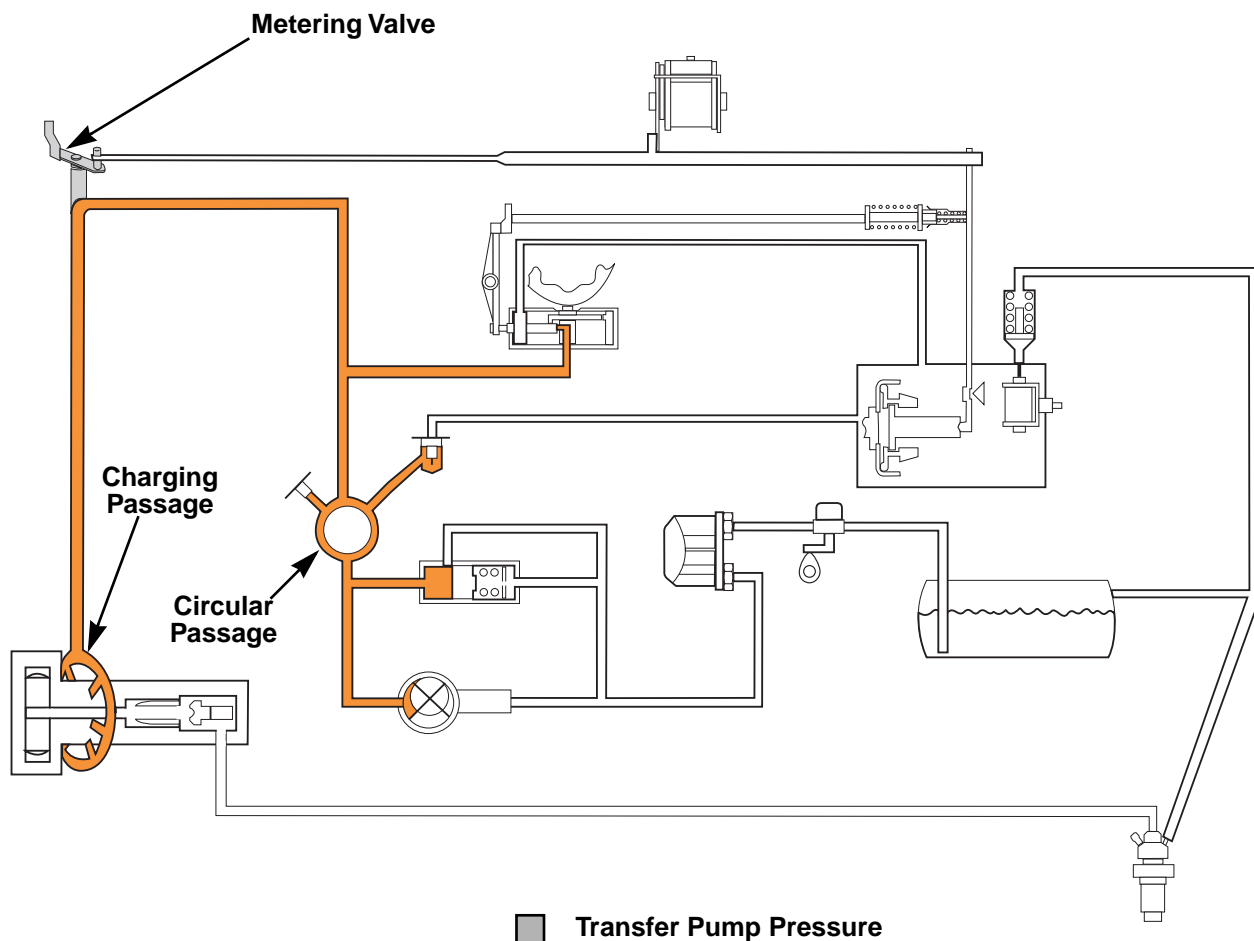 Metering Valve
Charging
Passage
Circular
Passage
Transfer Pump Pressure